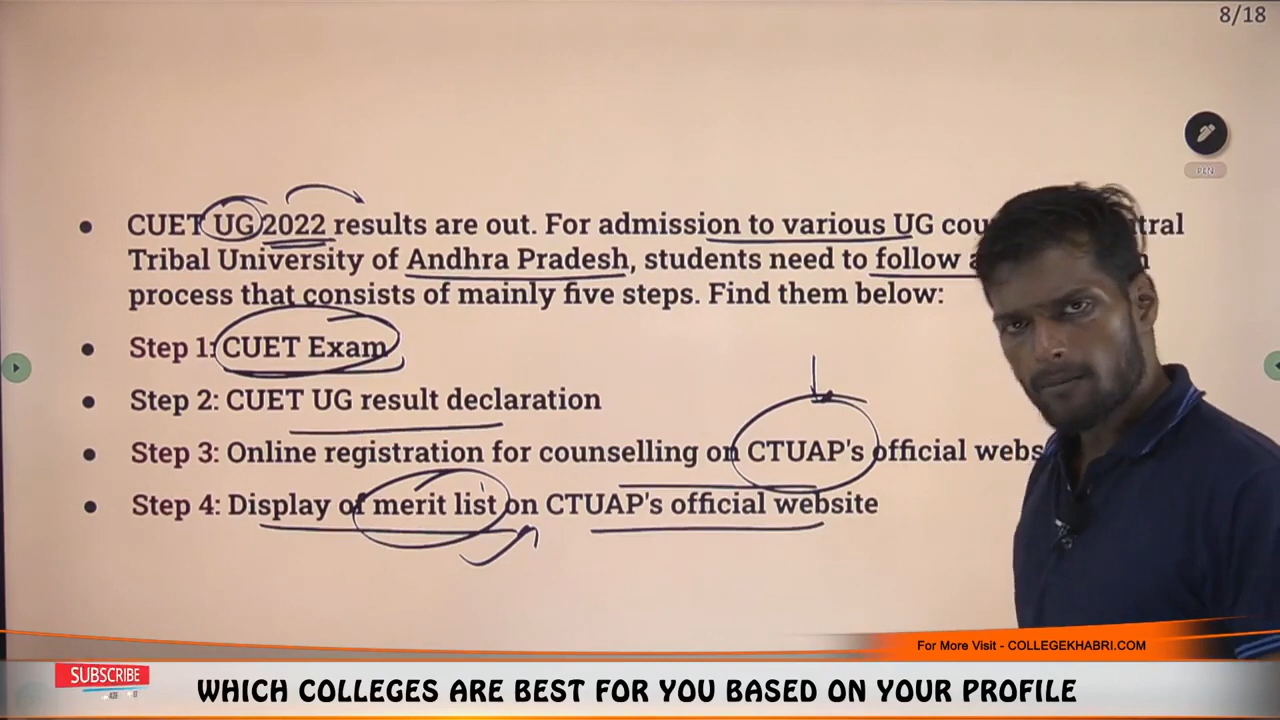 8/18
PEN
CUET UG 2022 results are out. For admission to various UG
Tribal University of Andhra Pradesh, students need to follow
process that consists of mainly five steps. Find them below:
Step 1: CUET Exam
Step 2: CUET UG result declaration
Step 3: Online registration for counselling on CTUAP's official
Step 4: Display of merit list on CTUAP's official website
For More Visit - COLLEGEKHABRI.COM
SUBSCRIBE
WHICH COLLEGES ARE BEST FOR YOU BASED ON YOUR PROFILE